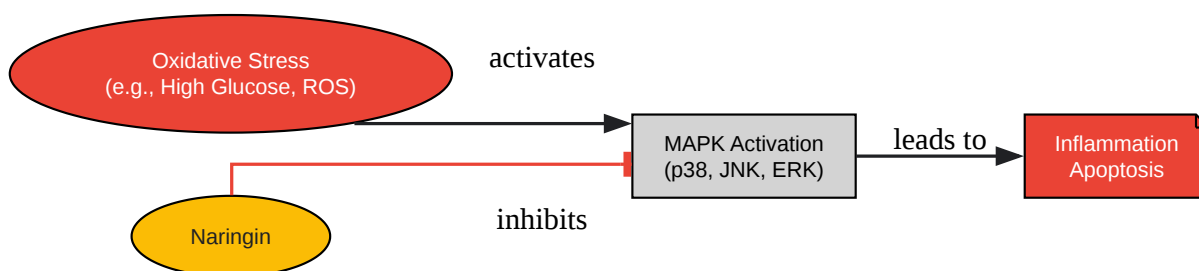 Oxidative Stress
(e.g., High Glucose, ROS)
activates
MAPK Activation
(p38, JNK, ERK)
leads to
Inflammation
Apoptosis
inhibits
Naringin